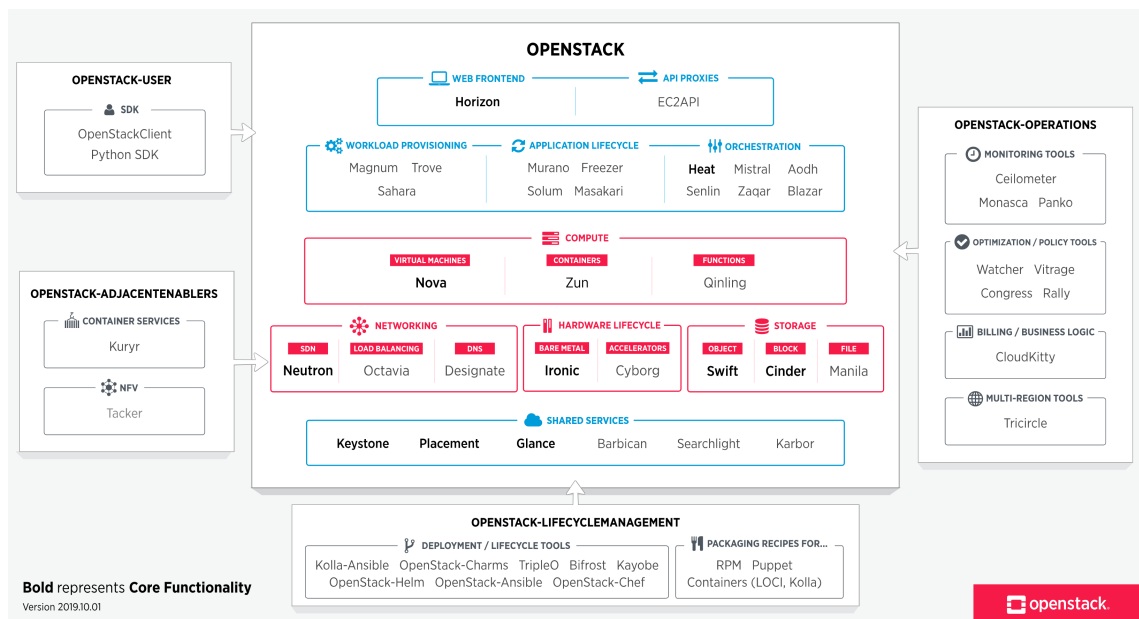 OPENSTACK
WEB FRONTEND
API PROXIES
Horizon
EC2API
WORKLOAD PROVISIONING
APPLICATION LIFECYCLE
ORCHESTRATION
Magnum Trove
Sahara
Murano Freezer
Solum Masakari
Heat Mistral Aodh
Senlin Zaqar Blazar
COMPUTE
VIRTUAL MACHINES
CONTAINERS
FUNCTIONS
Nova
Zun
Qinling
NETWORKING
SDN
LOAD BALANCING
DNS
Neutron
Octavia
Designate
HARDWARE LIFECYCLE
BARE METAL
ACCELERATORS
Ironic
Cyborg
STORAGE
OBJECT
BLOCK
FILE
Swift
Cinder
Manila
SHARED SERVICES
Keystone Placement Glance Barbican Searchlight Karbor
OPENSTACK-USER
SDK
OpenStackClient
Python SDK
OPENSTACK-ADJACENTENABLERS
CONTAINER SERVICES
Kuryr
NFV
Tacker
OPENSTACK-OPERATIONS
MONITORING TOOLS
Ceilometer
Monasca Panko
OPTIMIZATION / POLICY TOOLS
Watcher Vitrage
Congress Rally
BILLING / BUSINESS LOGIC
CloudKitty
MULTI-REGION TOOLS
Tricircle
OPENSTACK-LIFECYCLEMANAGEMENT
DEPLOYMENT / LIFECYCLE TOOLS
Kolla-Ansible OpenStack-Charms TripleO Bifrost Kayobe
OpenStack-Helm OpenStack-Ansible OpenStack-Chef
PACKAGING RECIPES FOR...
RPM Puppet
Containers (LOCI, Kolla)
Bold represents Core Functionality
Version 2019.10.01
openstack.